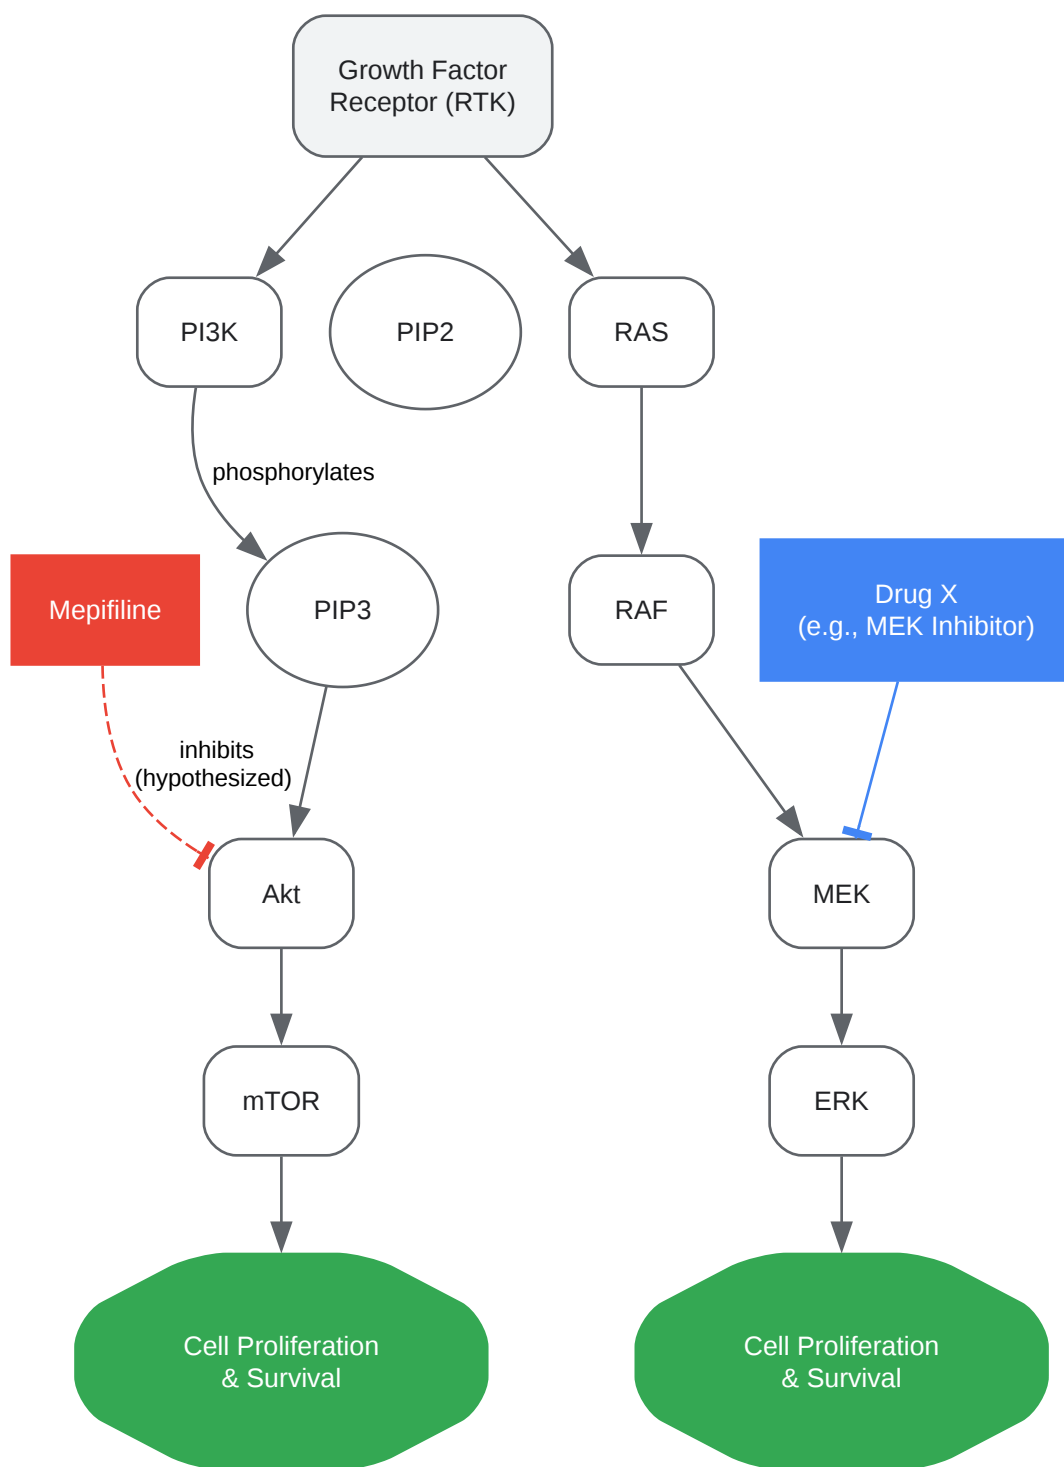 Growth Factor
Receptor (RTK)
PI3K
PIP2
RAS
phosphorylates
Mepifiline
PIP3
RAF
Drug X
(e.g., MEK Inhibitor)
inhibits
(hypothesized)
Akt
MEK
mTOR
ERK
Cell Proliferation
& Survival
Cell Proliferation
& Survival